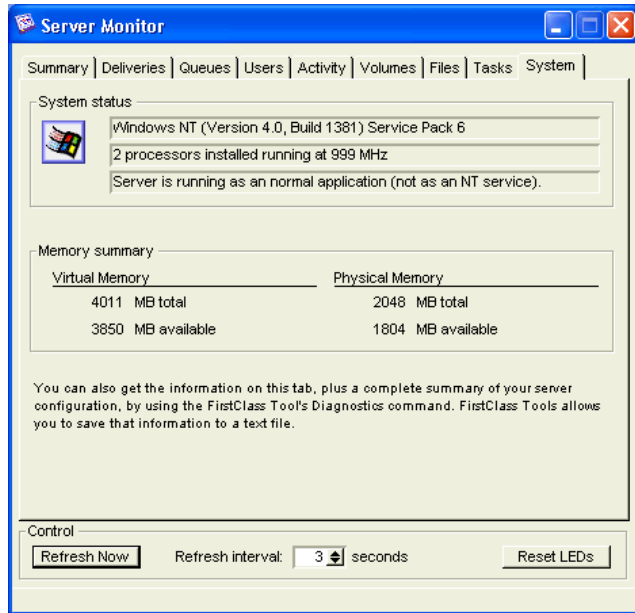 Server Monitor
Summary Deliveries Queues Users Activity Volumes Files Tasks System
System status
Windows NT (Version 4.0, Build 1381) Service Pack 6
2 processors installed running at 999 MHz
Server is running as an normal application (not as an NT service).
Memory summary
Virtual Memory Physical Memory
4011 MB total 2048 MB total
3850 MB available 1804 MB available
You can also get the information on this tab, plus a complete summary of your server
configuration, by using the FirstClass Tool's Diagnostics command. FirstClass Tools allows
you to save that information to a text file.
Control
Refresh Now Refresh interval: 3 seconds Reset LEDs